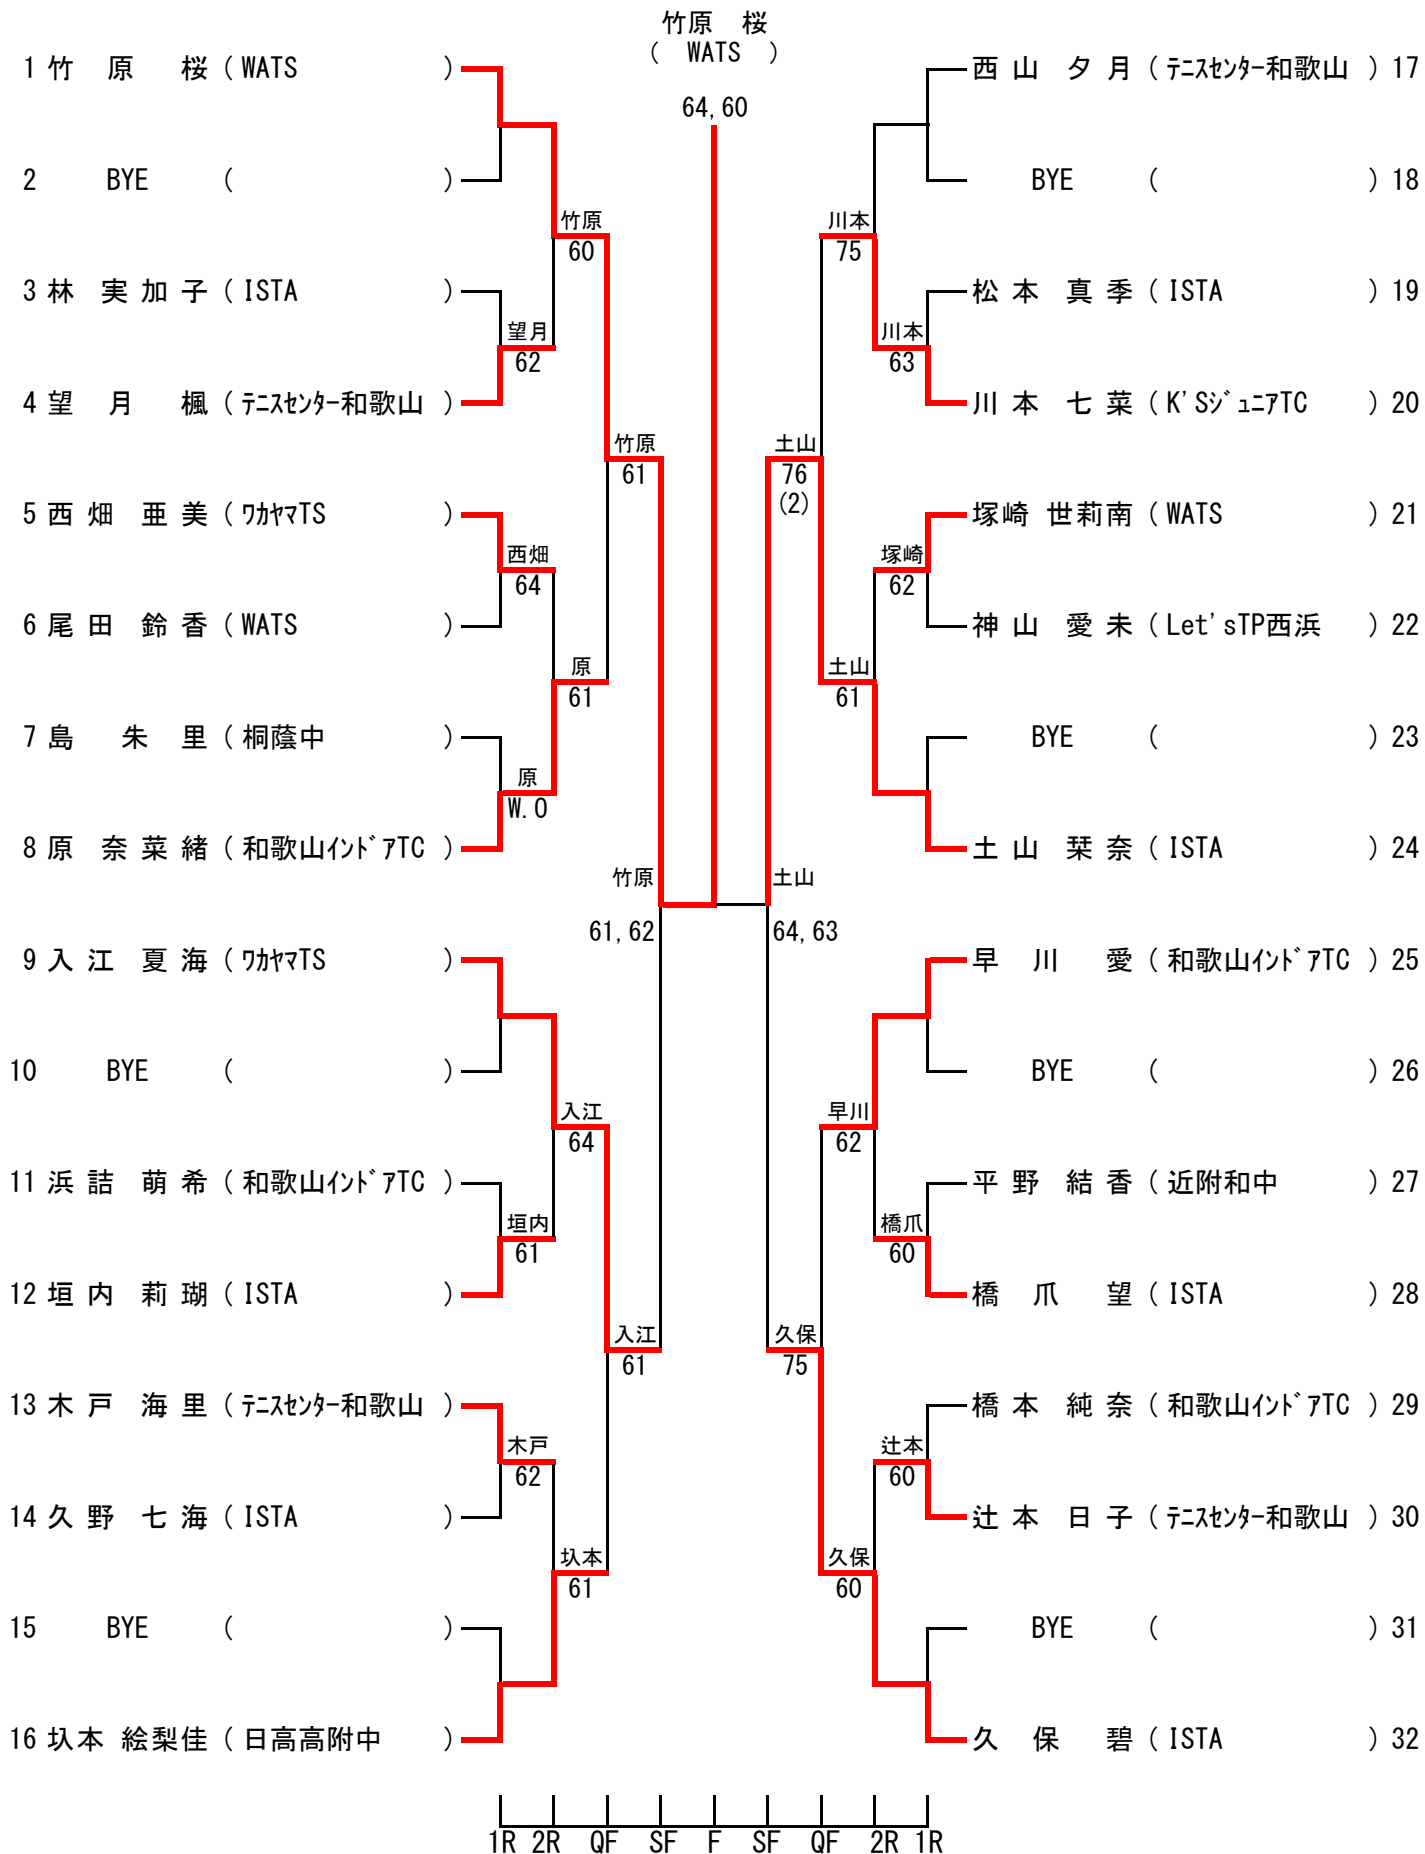 竹原 桜
( WATS )
64,60
1 竹 原 桜 ( WATS )
2 BYE ( )
竹原
60
3 林 実 加 子 ( ISTA )
望月
62
4 望 月 楓 ( テニスセンター和歌山 )
竹原
61
5 西 畑 亜 美 ( ワカヤマTS )
西畑
64
6 尾 田 鈴 香 ( WATS )
原
61
7 島 朱 里 ( 桐蔭中 )
原
W.O
8 原 奈 菜 緒 ( 和歌山インドアTC )
竹原
61,62
9 入 江 夏 海 ( ワカヤマTS )
10 BYE ( )
入江
64
11 浜 詰 萌 希 ( 和歌山インドアTC )
垣内
61
12 垣 内 莉 瑚 ( ISTA )
入江
61
13 木 戸 海 里 ( テニスセンター和歌山 )
木戸
62
14 久 野 七 海 ( ISTA )
圦本
61
15 BYE ( )
16 圦本 絵梨佳 ( 日高高附中 )
西 山 夕 月 ( テニスセンター和歌山 ) 17
BYE ( ) 18
川本
75
松 本 真 季 ( ISTA ) 19
川本
63
川 本 七 菜 ( K'SジュニアTC ) 20
土山
76
(2)
塚崎 世莉南 ( WATS ) 21
塚崎
62
神 山 愛 未 ( Let'sTP西浜 ) 22
土山
61
BYE ( ) 23
土 山 栞 奈 ( ISTA ) 24
土山
64,63
早 川 愛 ( 和歌山インドアTC ) 25
BYE ( ) 26
早川
62
平 野 結 香 ( 近附和中 ) 27
橋爪
60
橋 爪 望 ( ISTA ) 28
久保
75
橋 本 純 奈 ( 和歌山インドアTC ) 29
辻本
60
辻 本 日 子 ( テニスセンター和歌山 ) 30
久保
60
BYE ( ) 31
久 保 碧 ( ISTA ) 32
1R 2R QF SF F SF QF 2R 1R